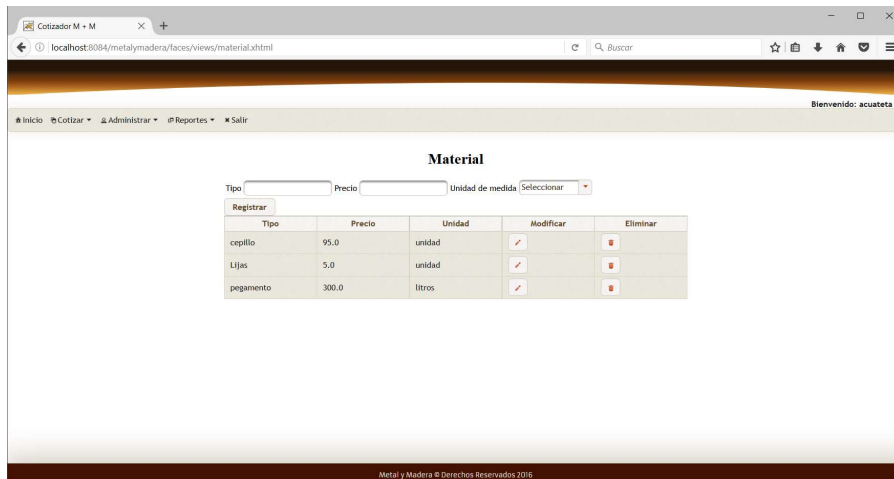 Cotizador M + M
localhost:8084/metalymadera/faces/views/material.xhtml
Buscar
Bienvenido: acuateta
Inicio Cotizar Administrar Reportes Salir
Material
Tipo Precio Unidad de medida Seleccionar
Registrar
Tipo Precio Unidad Modificar Eliminar
cepillo 95.0 unidad
Lijas 5.0 unidad
pegamento 300.0 litros
Metal y Madera © Derechos Reservados 2016